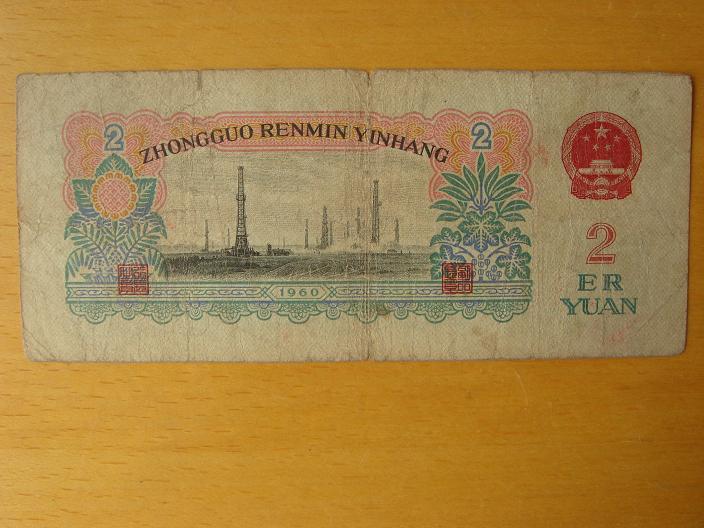 2 2
ZHONGGUO RENMIN YINHANG
2
ER
YUAN
1960